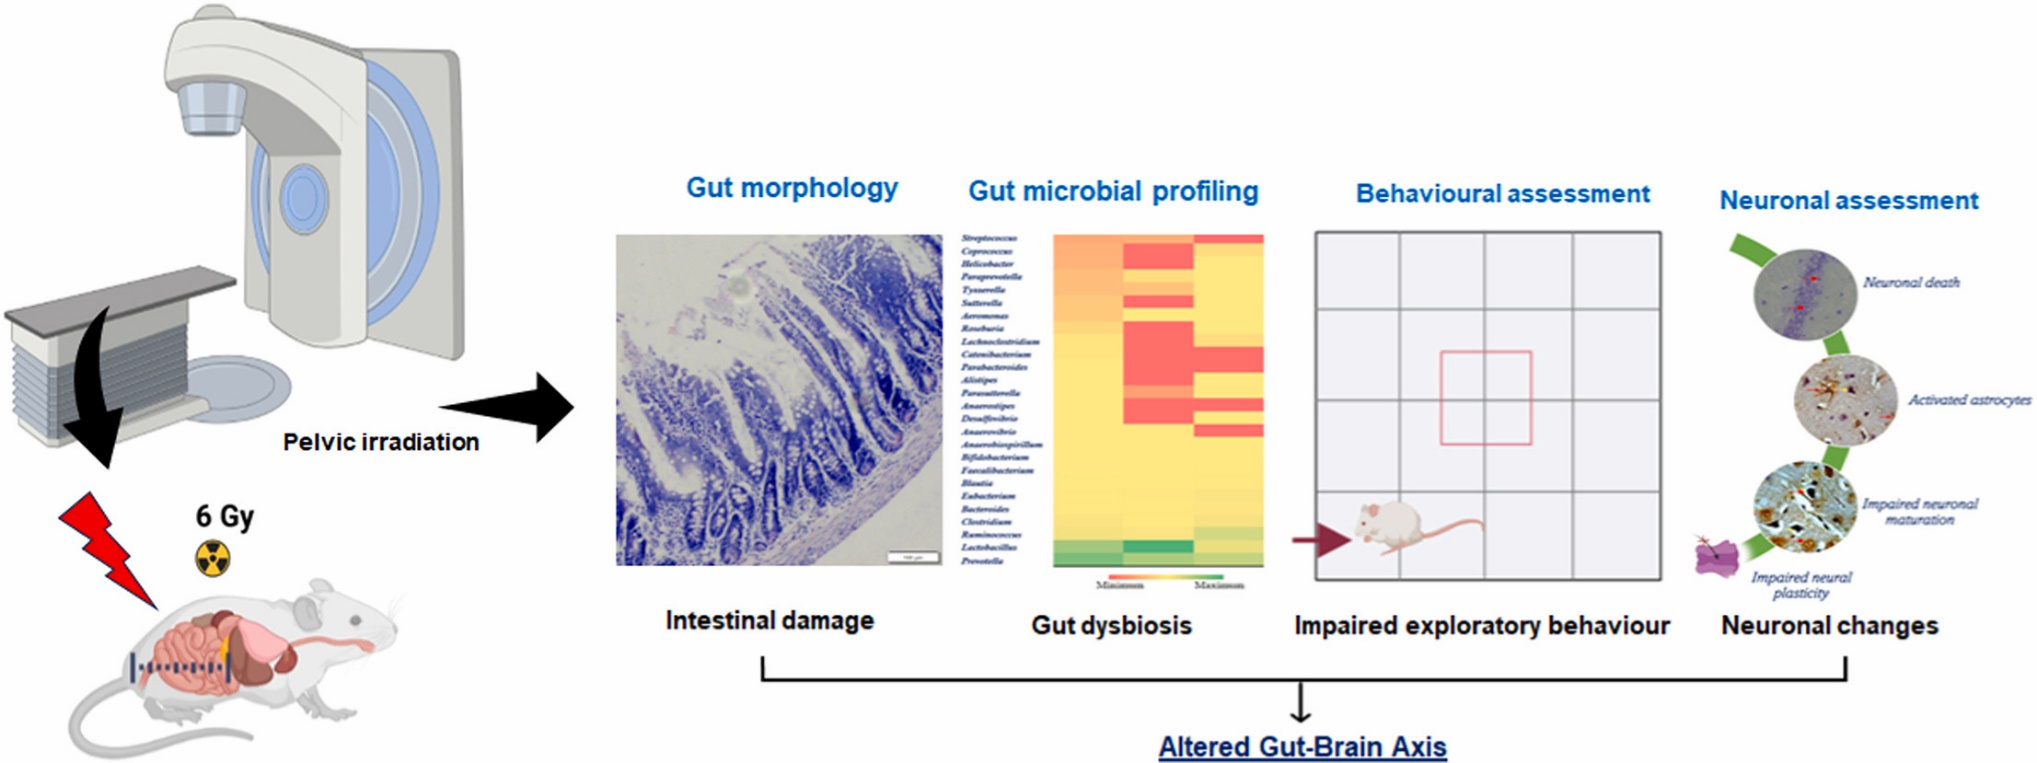 Pelvic irradiation
6 Gy
Gut morphology
Intestinal damage
Gut microbial profiling
Streptococcus
Coprococcus
Helicobacter
Paraprevotella
Tyzzerella
Sutterella
Aeromonas
Roseburia
Lachnoclostridium
Catenibacterium
Parabacteroides
Alistipes
Parasutterella
Anaerostipes
Desulfovibrio
Anaerovibrio
Anaerobiospirillum
Bifidobacterium
Faecalibacterium
Blautia
Eubacterium
Bacteroides
Clostridium
Ruminococcus
Lactobacillus
Prevotella
Minimum
Maximum
Gut dysbiosis
Behavioural assessment
Impaired exploratory behaviour
Neuronal assessment
Neuronal death
Activated astrocytes
Impaired neuronal
maturation
Impaired neural
plasticity
Neuronal changes
Altered Gut-Brain Axis